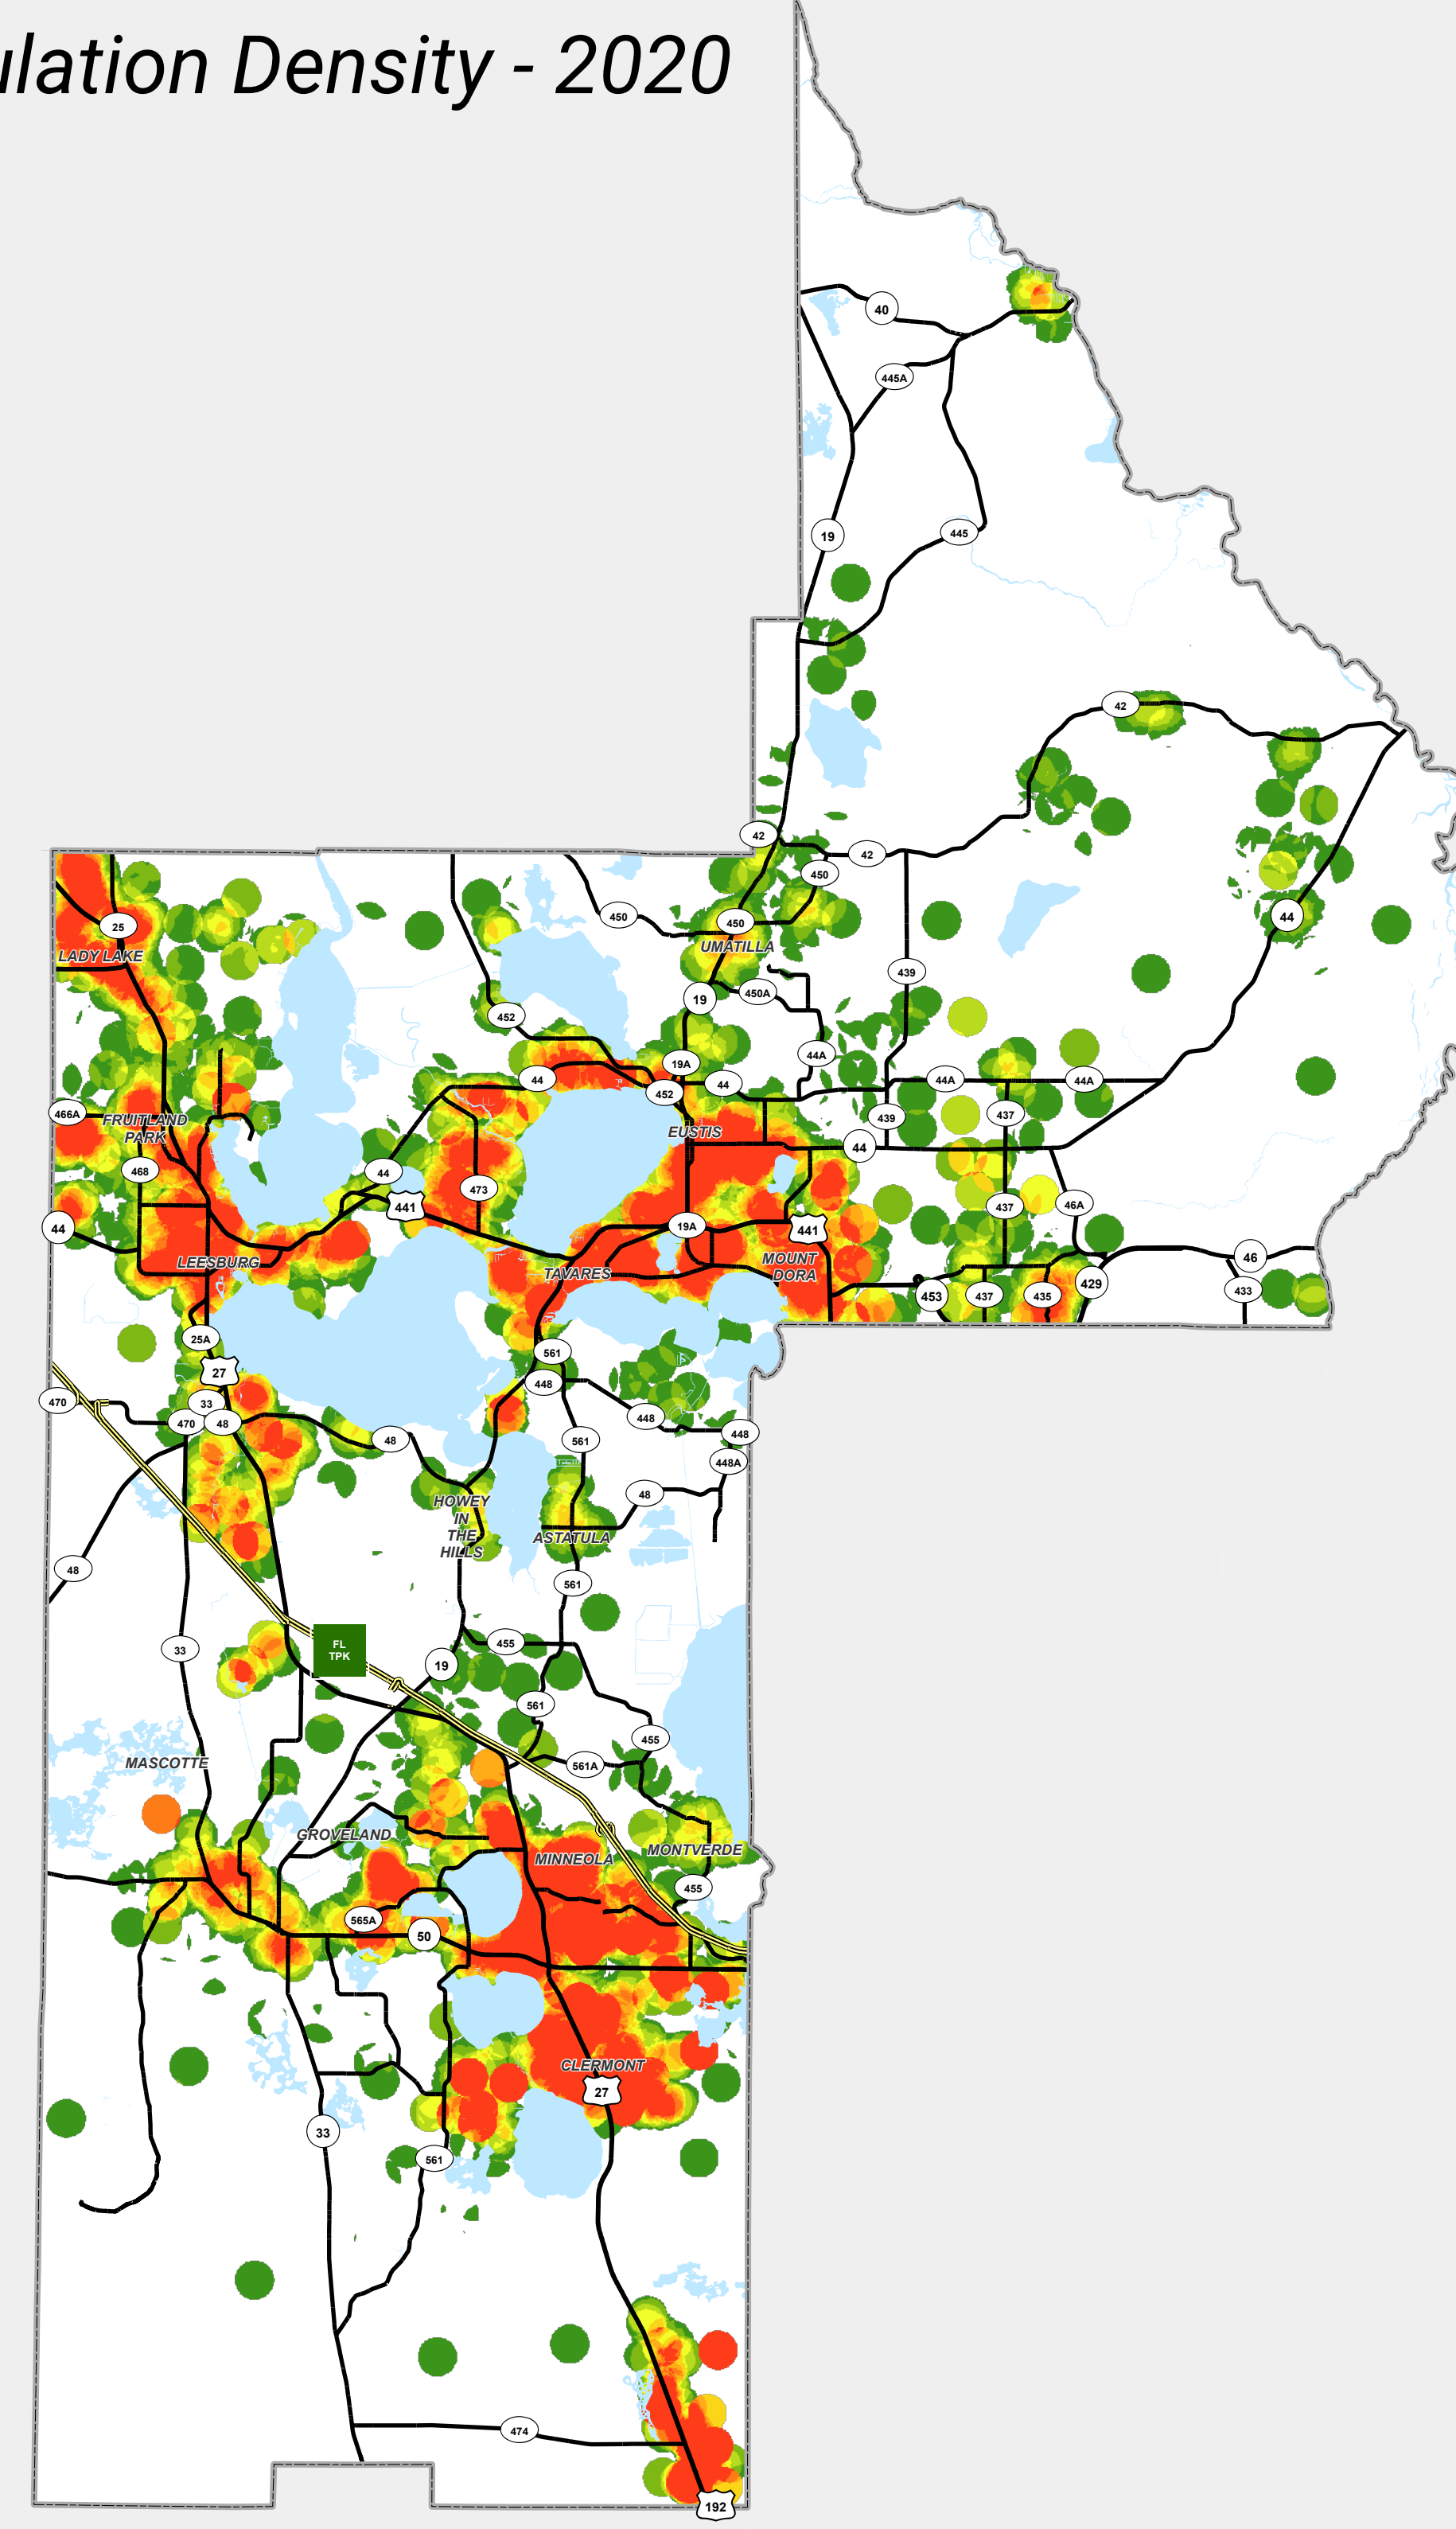 ulation Density - 2020
40
445A
19
445
42
42
42
450
25
450
450
44
LADY LAKE
UMATILLA
439
450A
19
452
44A
19A
44
44
44A
44A
452
466A
439
437
FRUITLAND
PARK
EUSTIS
44
468
44
473
441
437
46A
44
19A
441
LEESBURG
TAVARES
MOUNT
DORA
46
429
453
437
435
433
25A
561
27
448
470
33
470
48
448
448
48
561
448A
48
HOWEY
IN
THE
HILLS
ASTATULA
48
561
33
FL
TPK
455
19
561
455
MASCOTTE
561A
GROVELAND
MINNEOLA
MONTVERDE
455
565A
50
CLERMONT
27
33
561
474
192